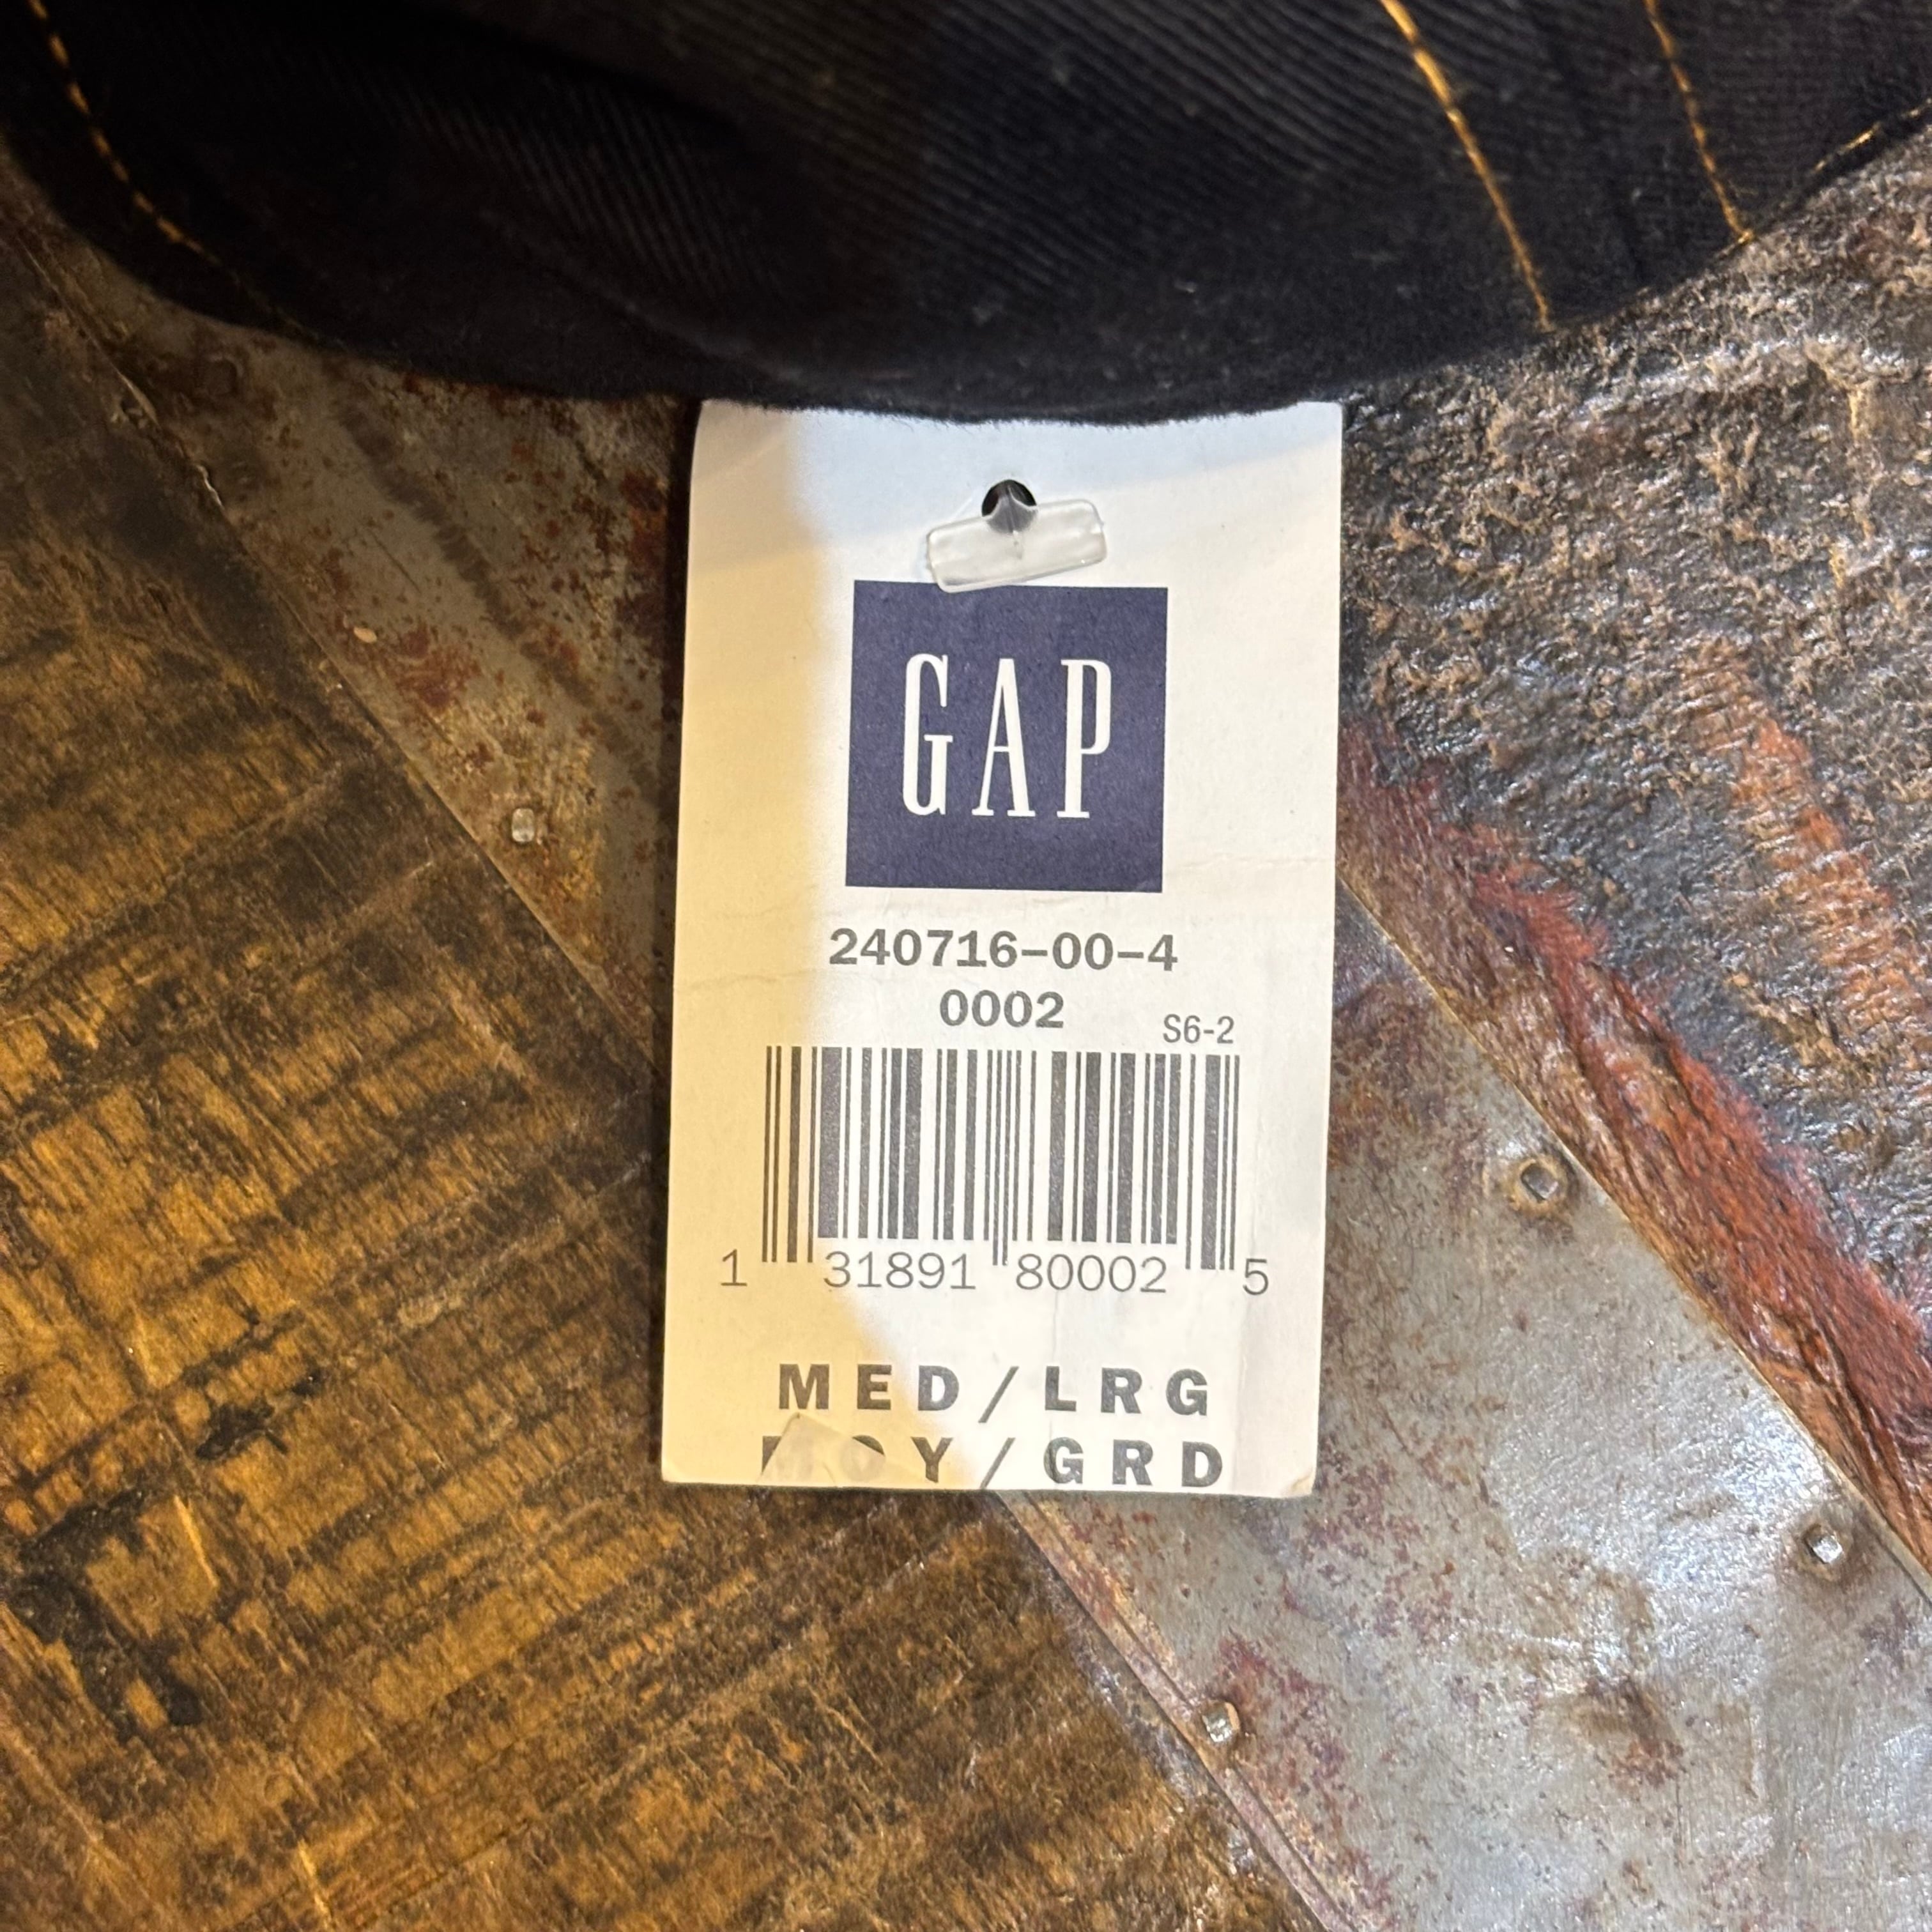 GAP
240716-00-4
0002
S6-2
1 31891 80002 5
MED/LRG
/GRD